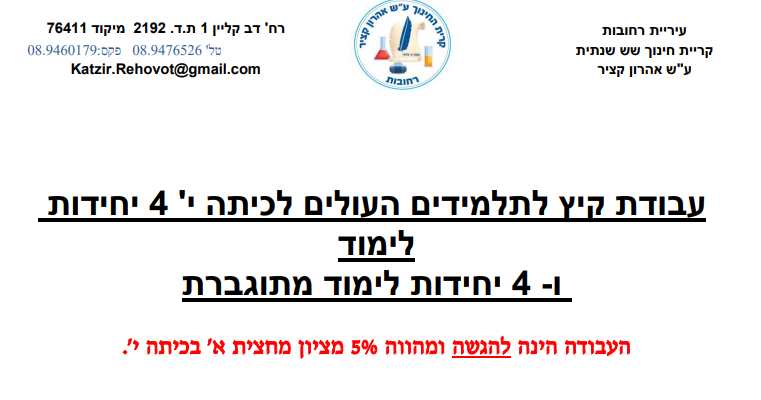 עיריית רחובות
קריית חינוך שש שנתית
ע"ש אהרון קציר
קרית החינוך ע"ש אהרון קציר
רחובות
רח' דב קליין 1 ת.ד. 2192 מיקוד 76411
טל' 08.9476526 פקס:08.9460179
Katzir.Rehovot@gmail.com
עבודת קיץ לתלמידים העולים לכיתה י' 4 יחידות
לימוד
ו- 4 יחידות לימוד מתוגברת
העבודה הינה להגשה ומהווה 5% מציון מחצית א' בכיתה י'.